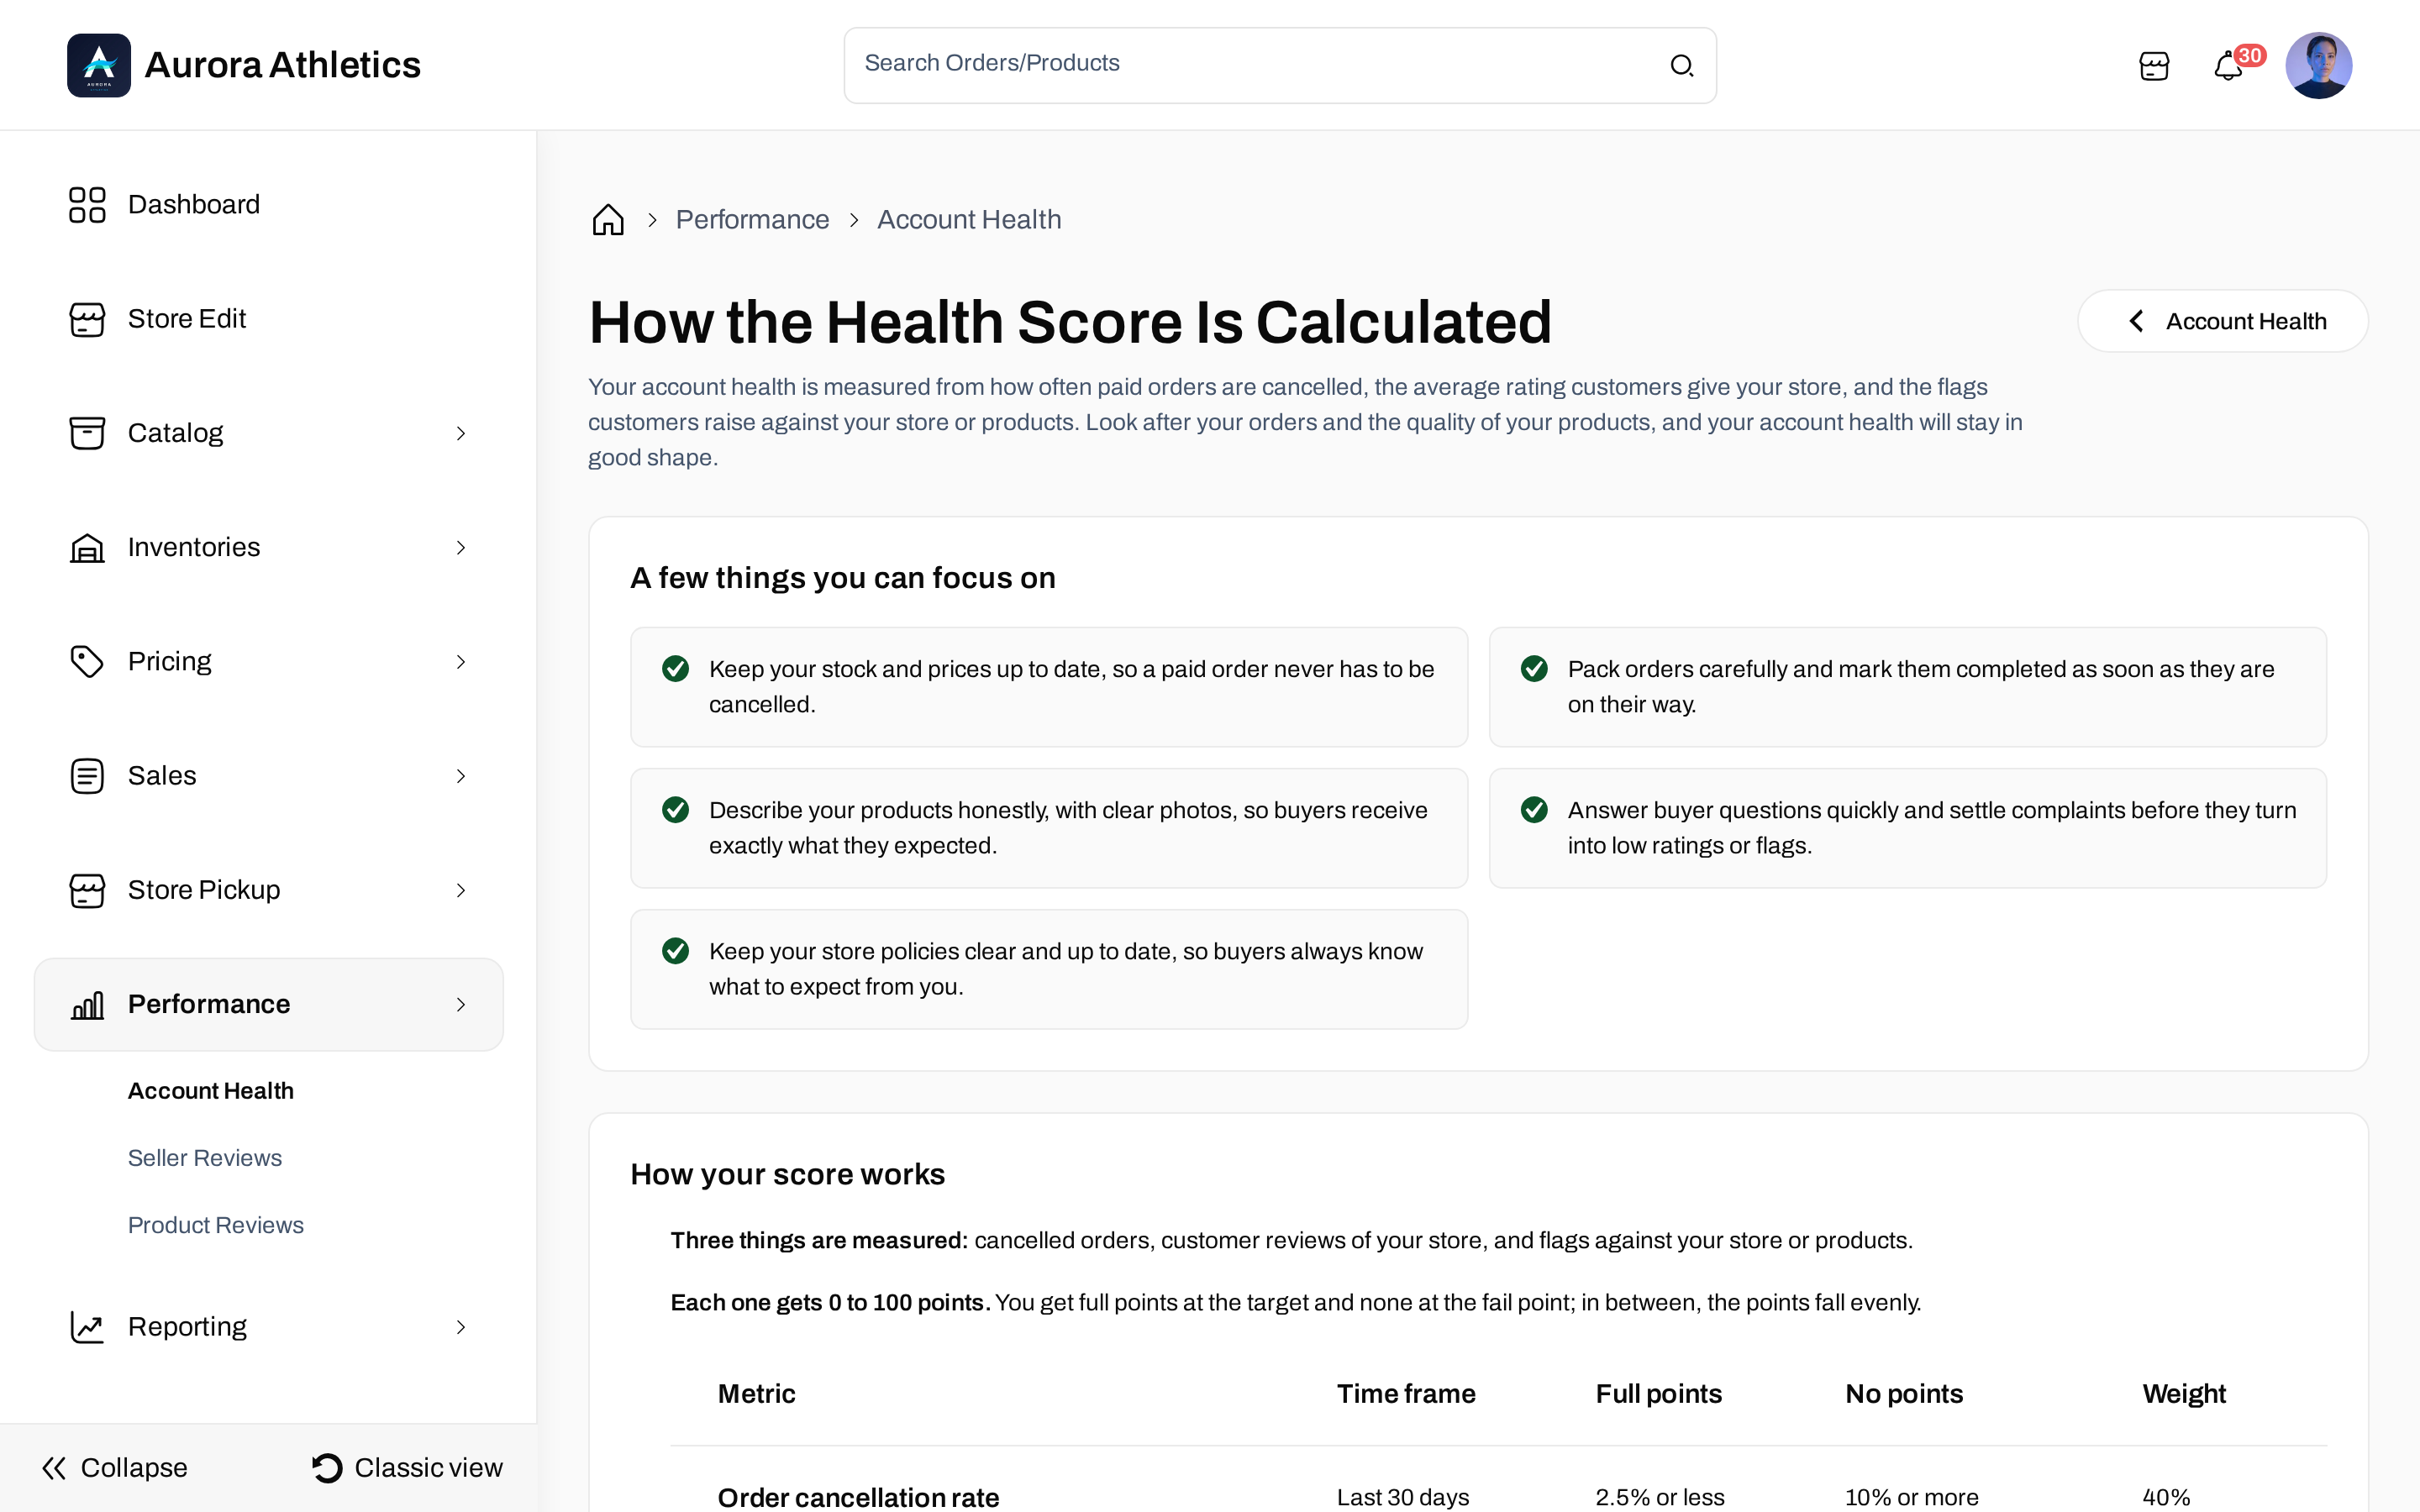 AURORA
Aurora Athletics
Search Orders/Products
30
Dashboard
Store Edit
Catalog
Inventories
Pricing
Sales
Store Pickup
Performance
Account Health
Seller Reviews
Product Reviews
Reporting
Collapse
Classic view
Performance
Account Health
How the Health Score Is Calculated
Account Health
Your account health is measured from how often paid orders are cancelled, the average rating customers give your store, and the flags
customers raise against your store or products. Look after your orders and the quality of your products, and your account health will stay in
good shape.
A few things you can focus on
Keep your stock and prices up to date, so a paid order never has to be
cancelled.
Pack orders carefully and mark them completed as soon as they are
on their way.
Describe your products honestly, with clear photos, so buyers receive
exactly what they expected.
Answer buyer questions quickly and settle complaints before they turn
into low ratings or flags.
Keep your store policies clear and up to date, so buyers always know
what to expect from you.
How your score works
Three things are measured: cancelled orders, customer reviews of your store, and flags against your store or products.
Each one gets 0 to 100 points. You get full points at the target and none at the fail point; in between, the points fall evenly.
Metric Time frame Full points No points Weight
Order cancellation rate Last 30 days 2.5% or less 10% or more 40%